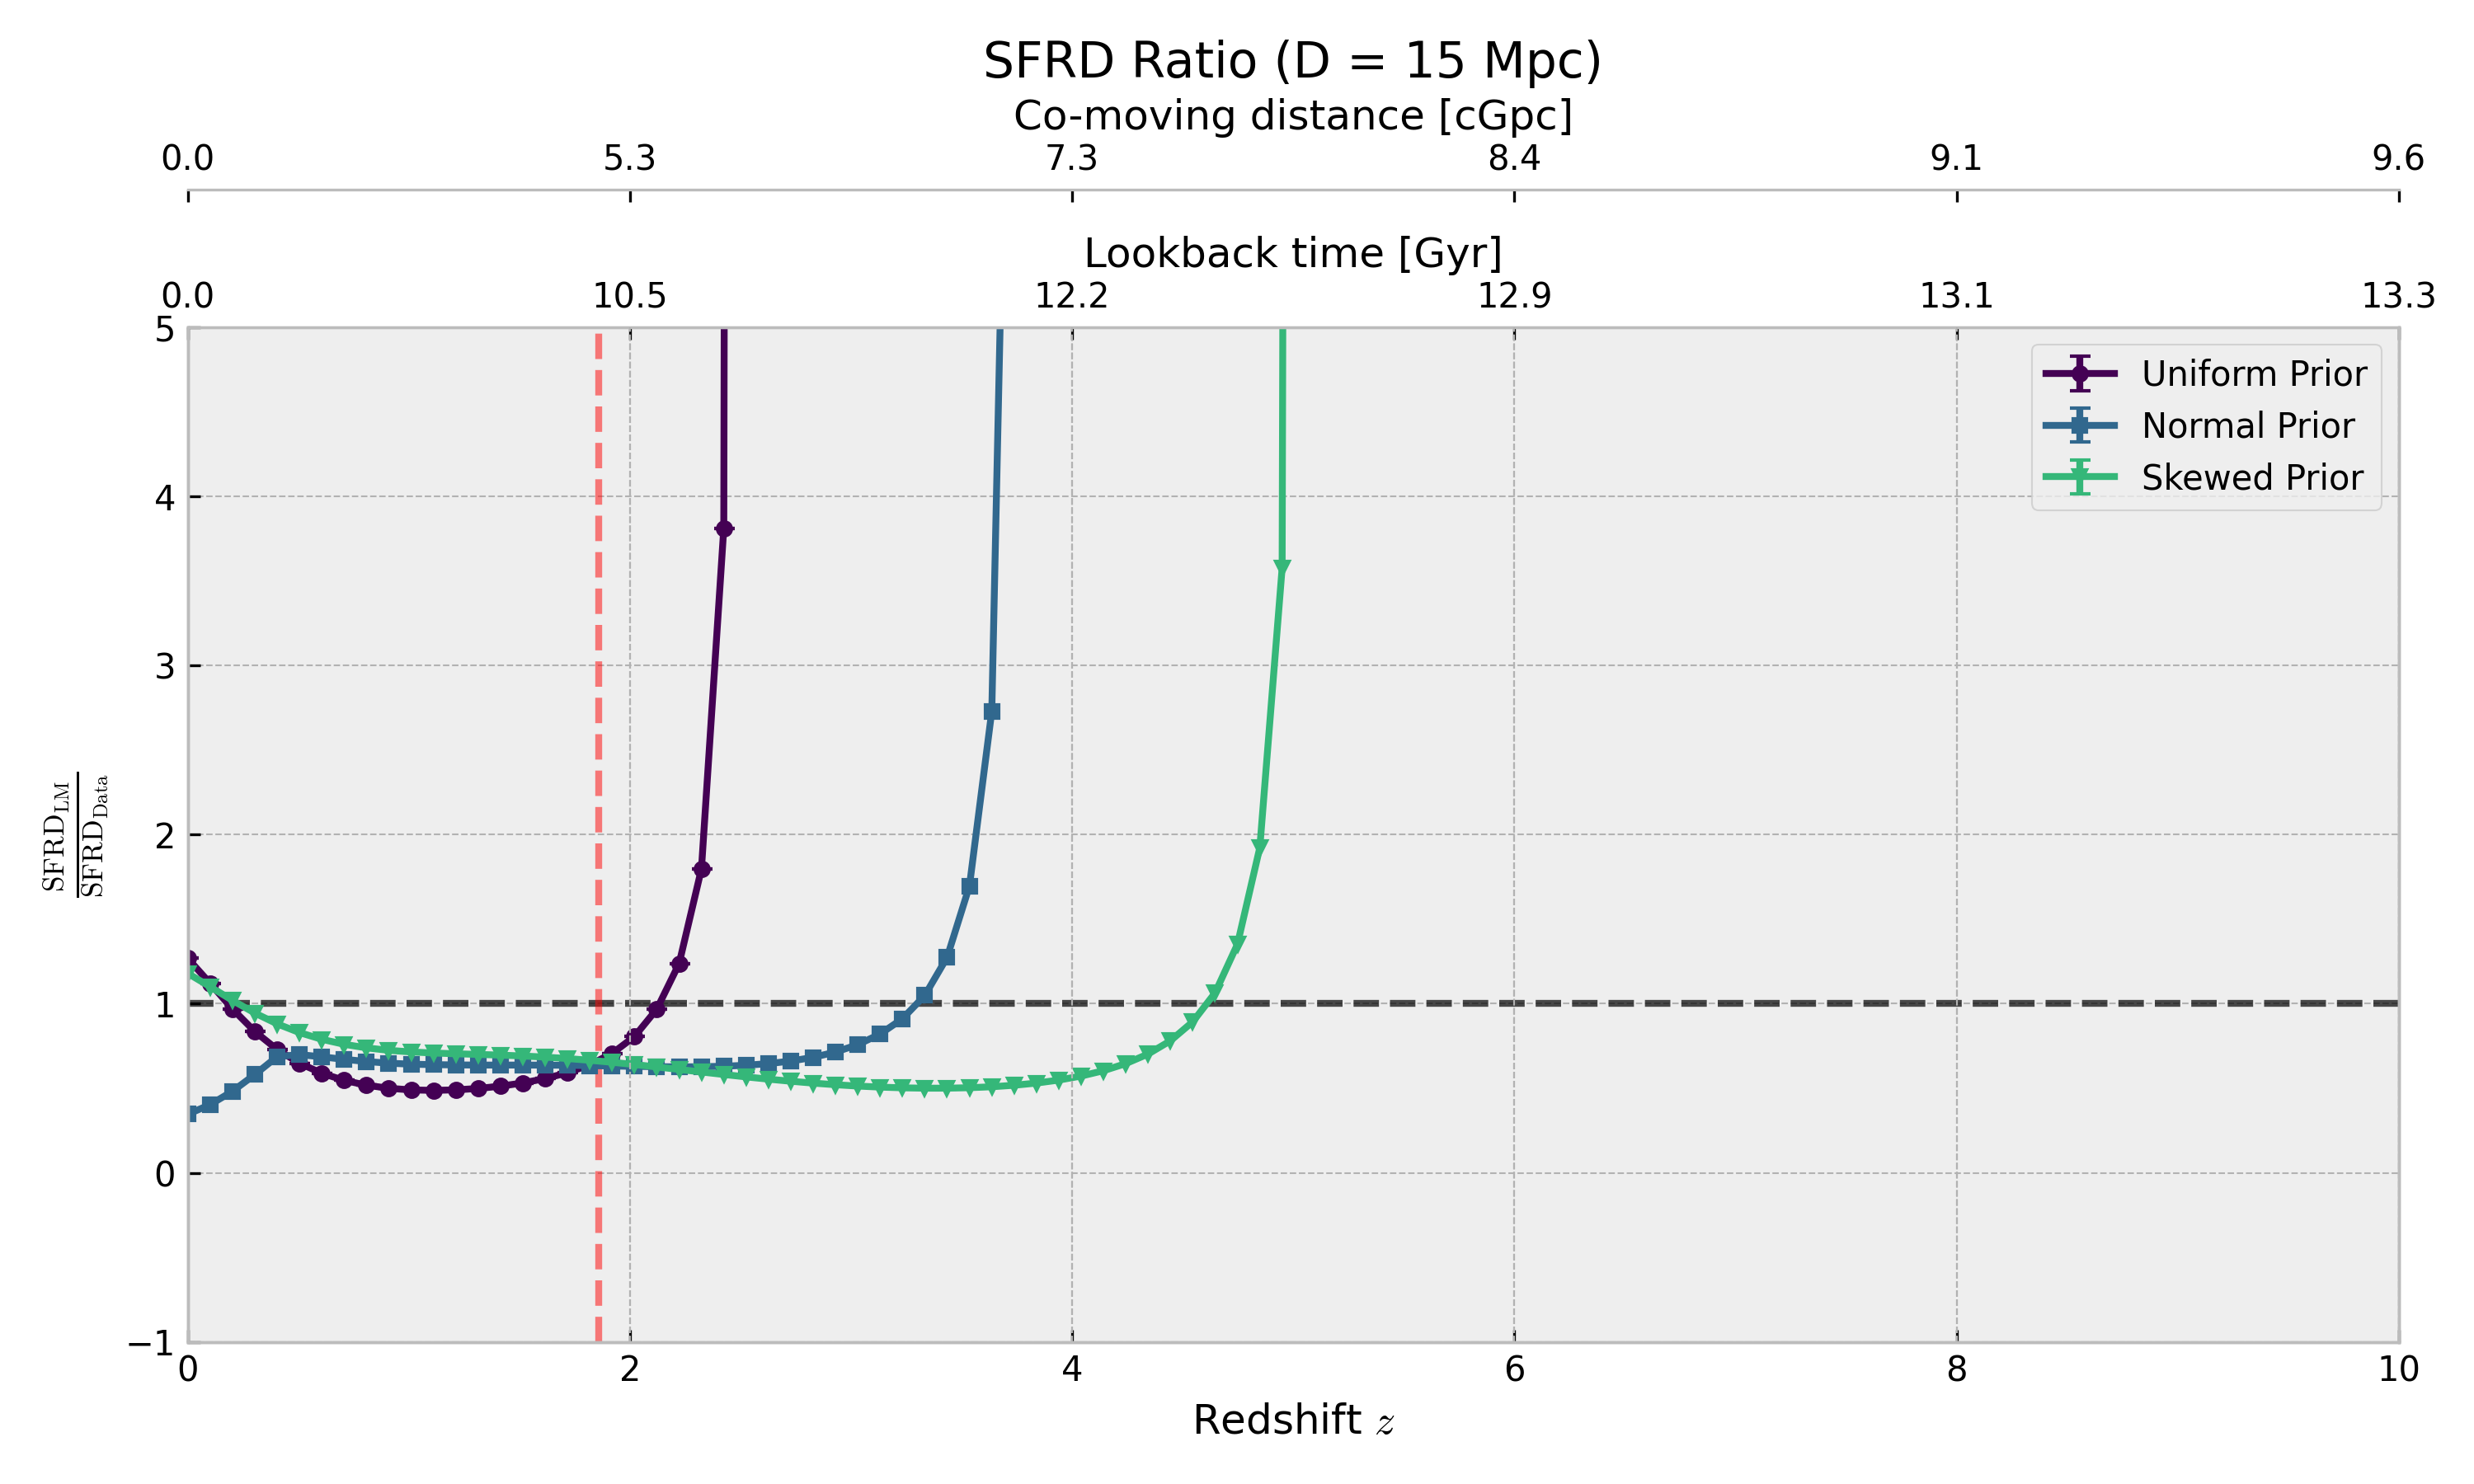 SFRD Ratio (D = 15 Mpc)
Co-moving distance [cGpc]
0.0 5.3 7.3 8.4 9.1 9.6
Lookback time [Gyr]
0.0 10.5 12.2 12.9 13.1 13.3
Uniform Prior
Normal Prior
Skewed Prior
5
4
3
2
1
0
−1
SFRD_LM
SFRD_Data
0 2 4 6 8 10
Redshift z